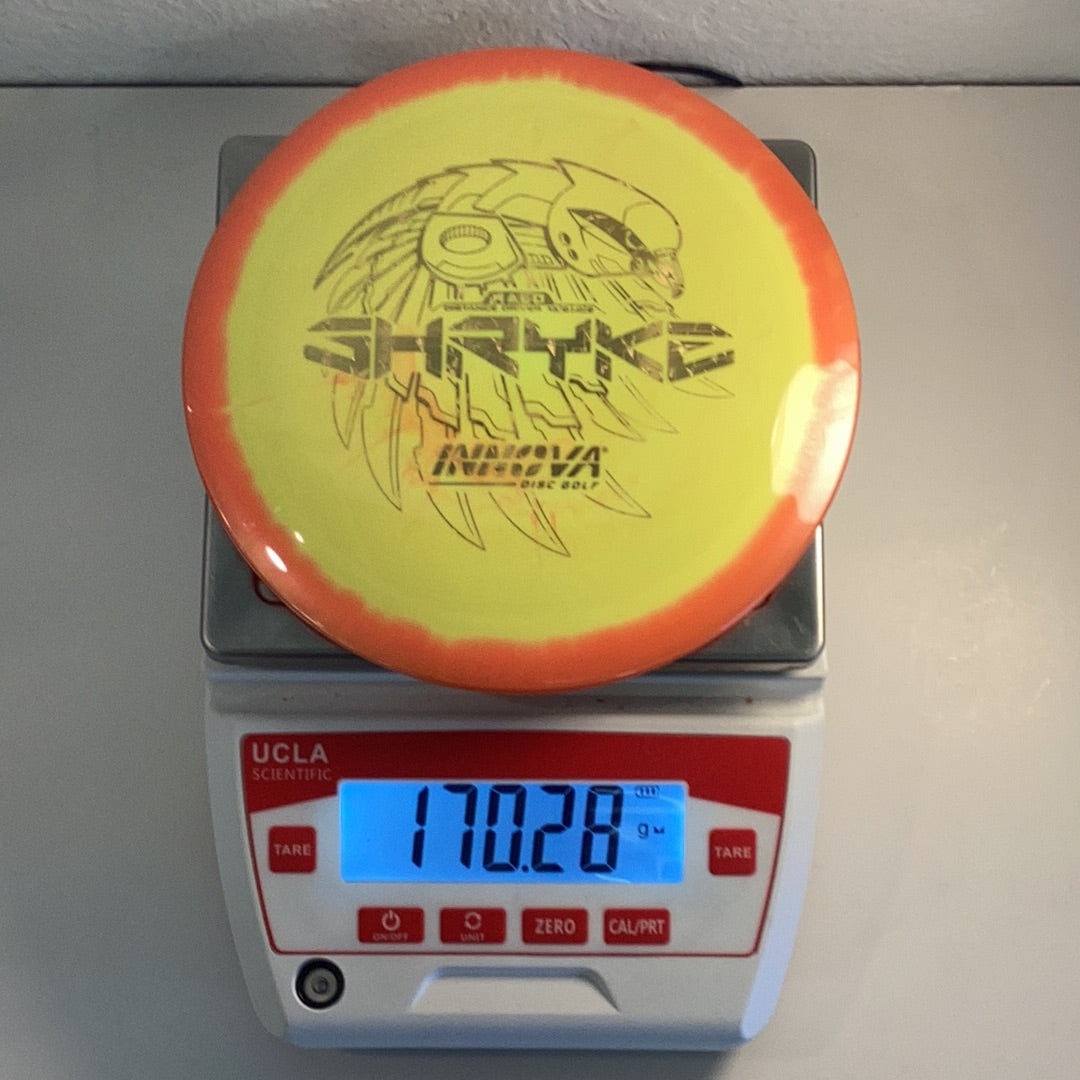 HALO
SHRYKE
INNOVA®
DISC GOLF
UCLA
SCIENTIFIC
170.28
g
TARE
TARE
ON/OFF
UNIT
ZERO
CAL/PRT